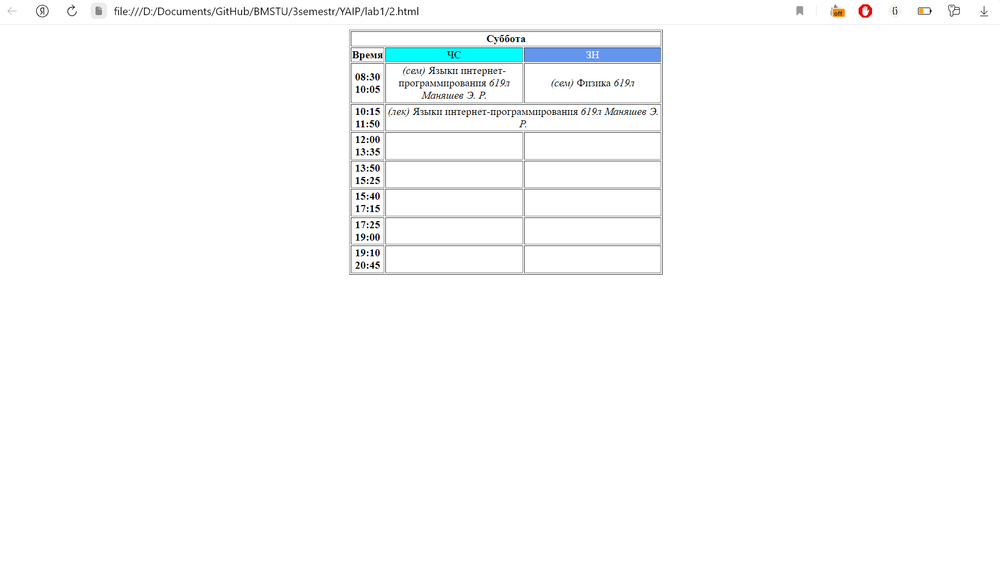 Я file:///D:/Documents/GitHub/BMSTU/3semestr/YAIP/lab1/2.html off {}
Суббота
Время ЧС ЗН
08:30
10:05
(сем) Языки интернет-
программирования 619л
Маняшев Э. Р.
(сем) Физика 619л
10:15
11:50
(лек) Языки интернет-программирования 619л Маняшев Э.
Р.
12:00
13:35
13:50
15:25
15:40
17:15
17:25
19:00
19:10
20:45